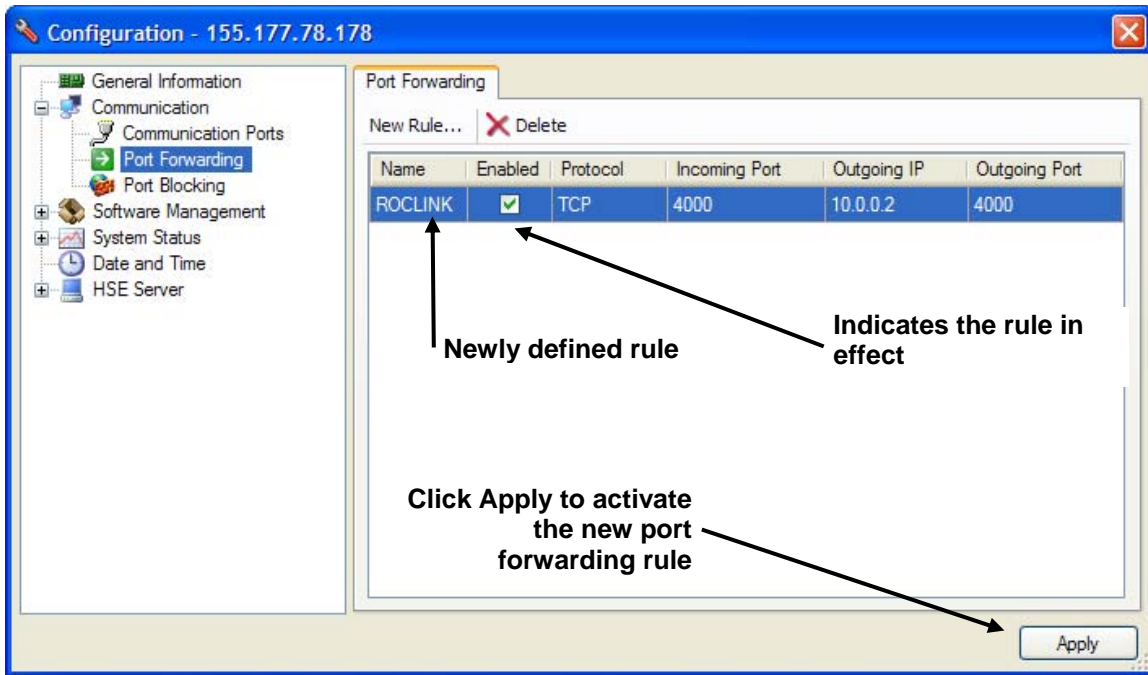 Configuration - 155.177.78.178
General Information
Communication
Communication Ports
Port Forwarding
Port Blocking
Software Management
System Status
Date and Time
HSE Server
Port Forwarding
New Rule... Delete
Name Enabled Protocol Incoming Port Outgoing IP Outgoing Port
ROCLINK TCP 4000 10.0.0.2 4000
Newly defined rule
Indicates the rule in
effect
Click Apply to activate
the new port
forwarding rule
Apply